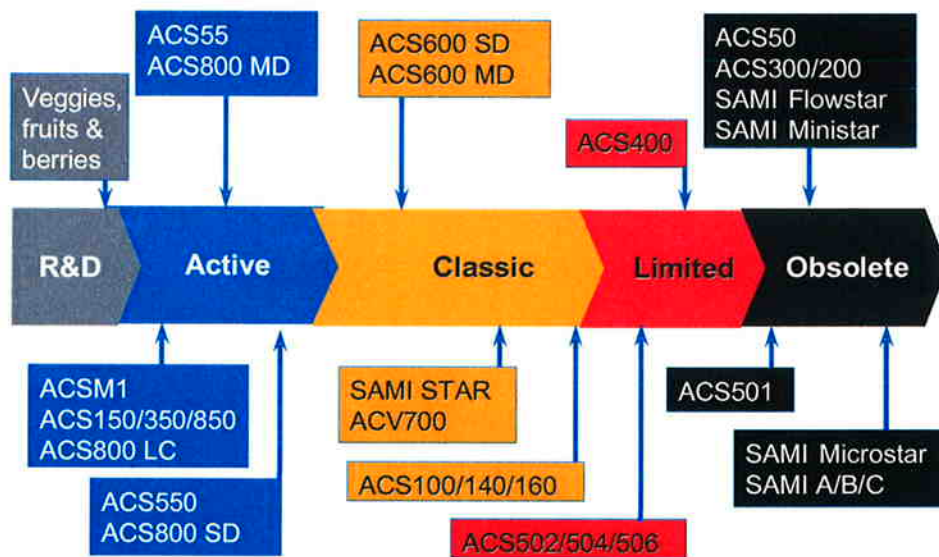 ACS55
ACS800 MD
ACS600 SD
ACS600 MD
ACS50
ACS300/200
SAMI Flowstar
SAMI Ministar
Veggies,
fruits &
berries
ACS400
R&D
Active
Classic
Limited
Obsolete
ACSM1
ACS150/350/850
ACS800 LC
SAMI STAR
ACV700
ACS501
ACS550
ACS800 SD
ACS100/140/160
SAMI Microstar
SAMI A/B/C
ACS502/504/506